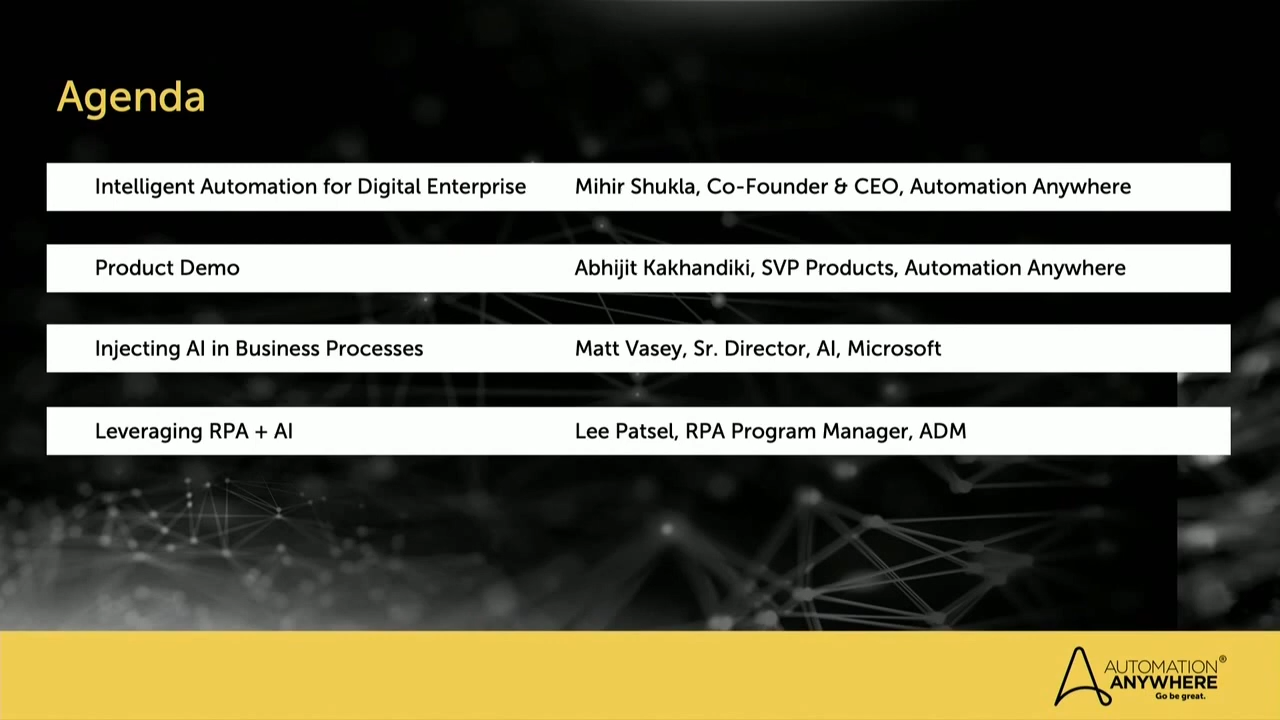 Agenda
Intelligent Automation for Digital Enterprise Mihir Shukla, Co-Founder & CEO, Automation Anywhere
Product Demo Abhijit Kakhandiki, SVP Products, Automation Anywhere
Injecting AI in Business Processes Matt Vasey, Sr. Director, AI, Microsoft
Leveraging RPA + AI Lee Patsel, RPA Program Manager, ADM
AUTOMATION®
ANYWHERE
Go be great.